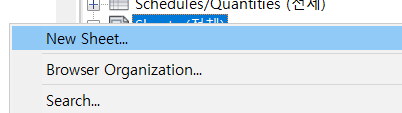 Schedules/Quantities (전체)
New Sheet...
Browser Organization...
Search...